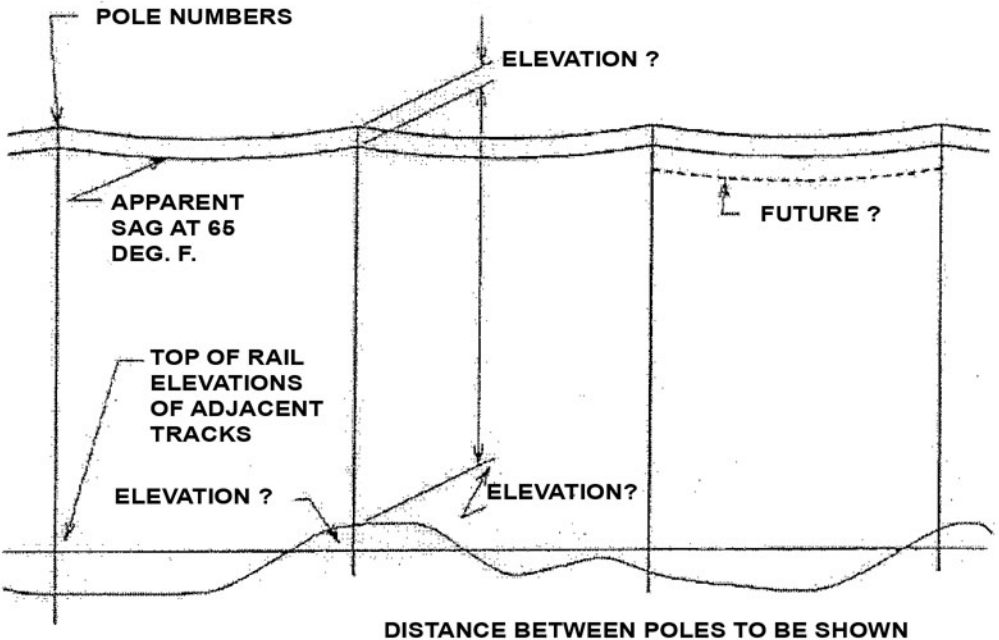 POLE NUMBERS
ELEVATION ?
APPARENT
SAG AT 65
DEG. F.
FUTURE ?
TOP OF RAIL
ELEVATIONS
OF ADJACENT
TRACKS
ELEVATION ?
ELEVATION?
DISTANCE BETWEEN POLES TO BE SHOWN